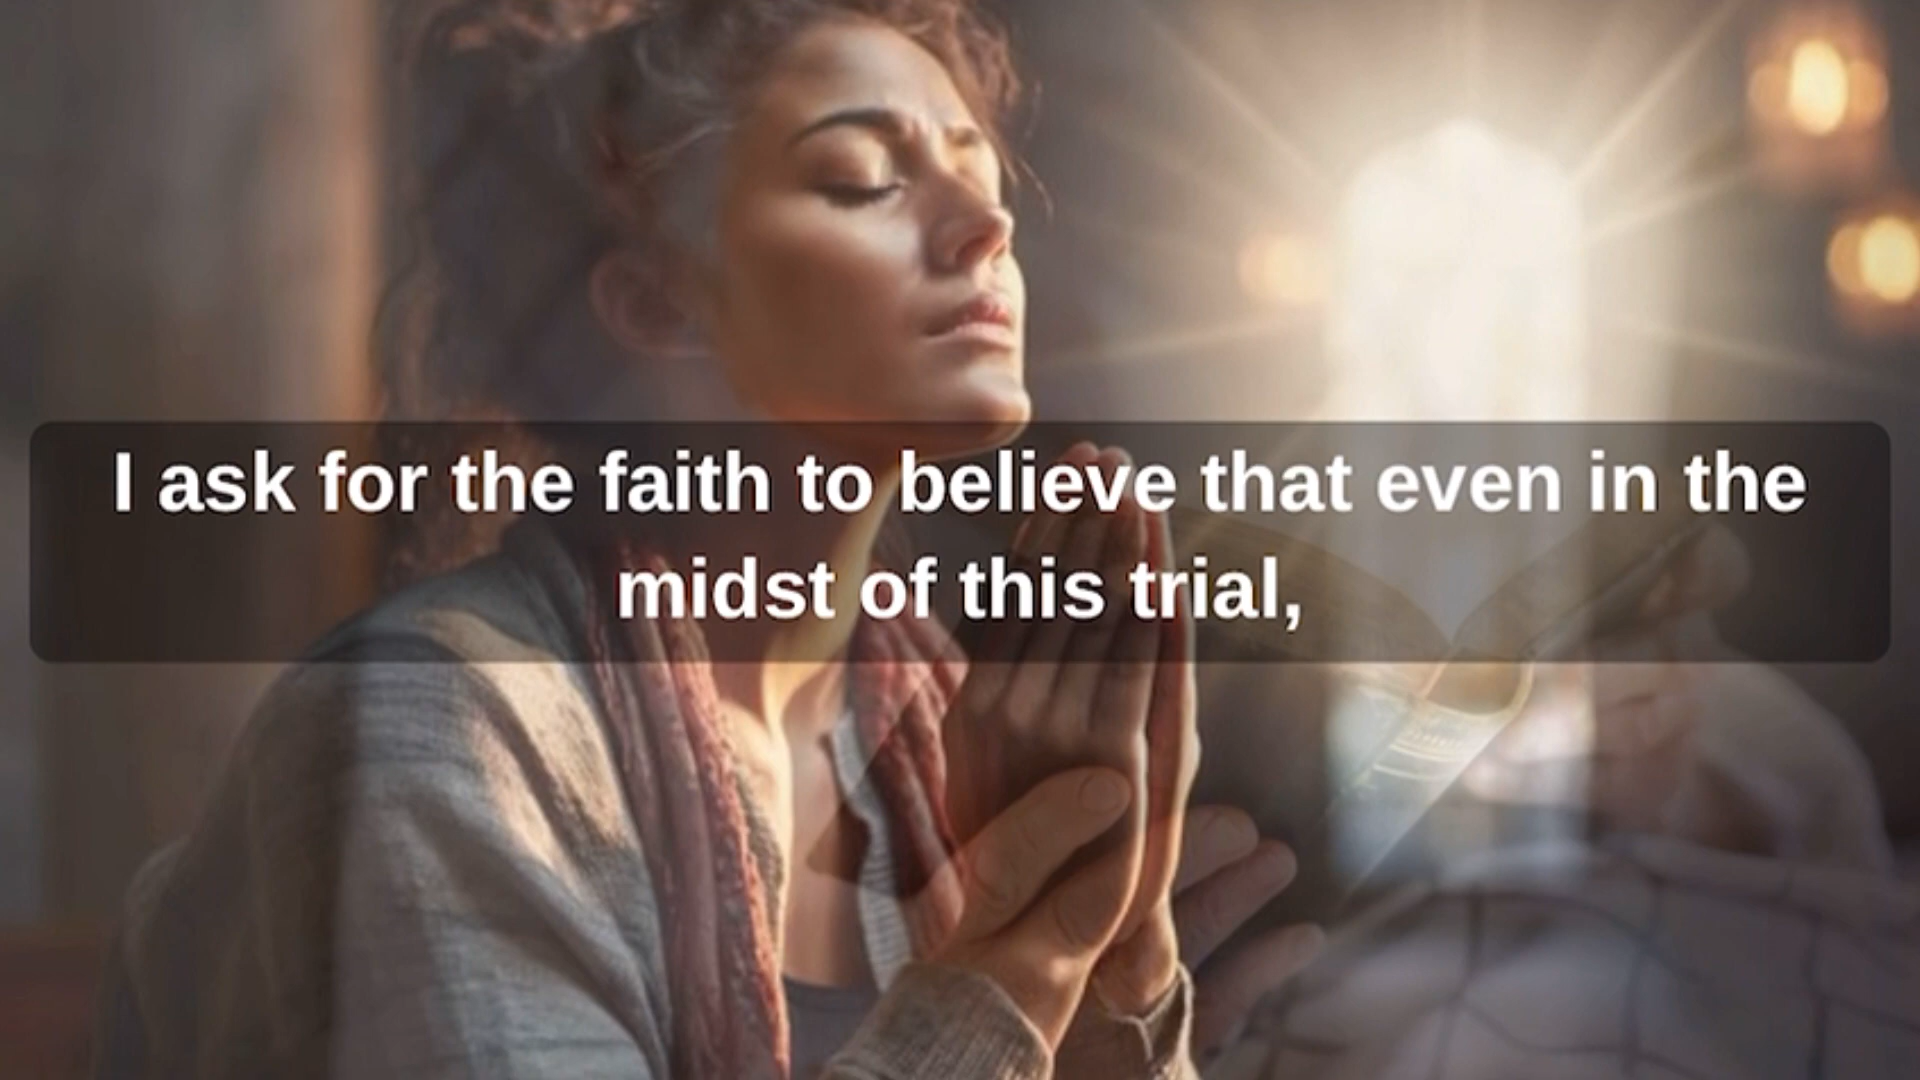 I ask for the faith to believe that even in the
midst of this trial,